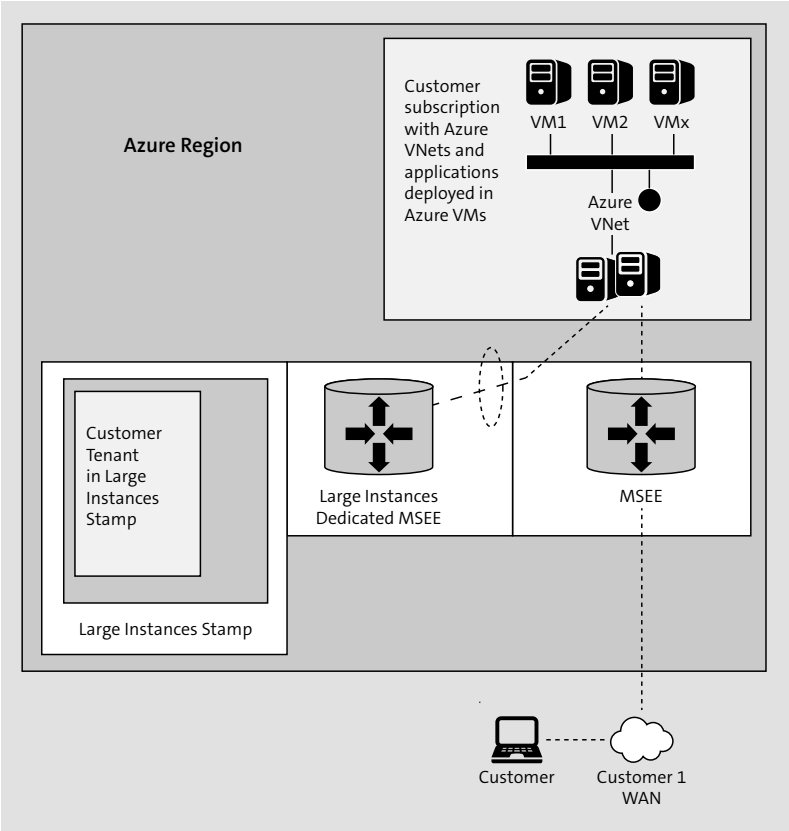 Azure Region
Customer
subscription
with Azure
VNets and
applications
deployed in
Azure VMs
VM1
VM2
VMx
Azure
VNet
Customer
Tenant
in Large
Instances
Stamp
Large Instances Stamp
Large Instances
Dedicated MSEE
MSEE
Customer
Customer 1
WAN